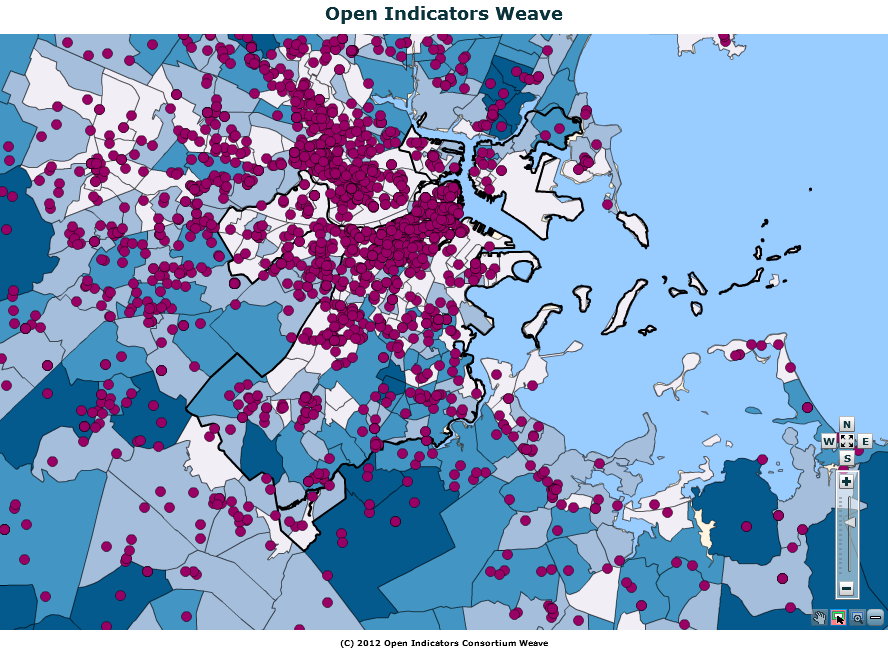 Open Indicators Weave
N
W E
S
(C) 2012 Open Indicators Consortium Weave